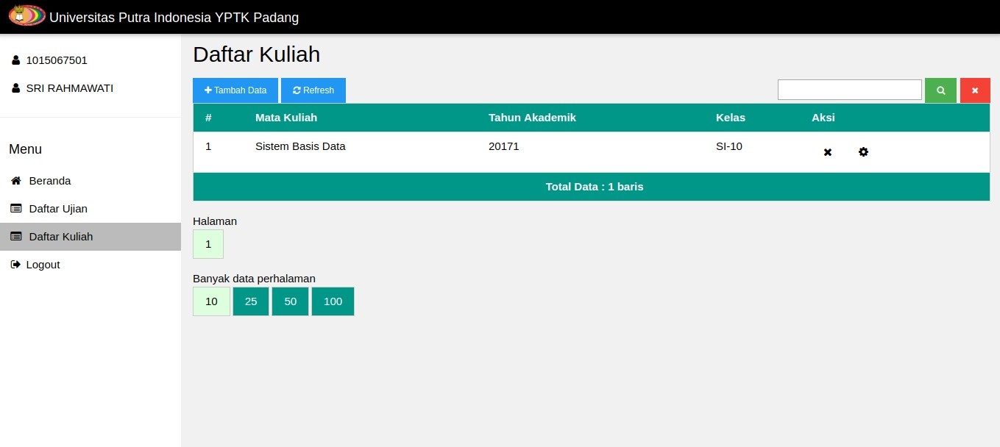 Universitas Putra Indonesia YPTK Padang
1015067501
SRI RAHMAWATI
Menu
Beranda
Daftar Ujian
Daftar Kuliah
Logout
Daftar Kuliah
Tambah Data Refresh
# Mata Kuliah Tahun Akademik Kelas Aksi
1 Sistem Basis Data 20171 SI-10
Total Data : 1 baris
Halaman
1
Banyak data perhalaman
10 25 50 100